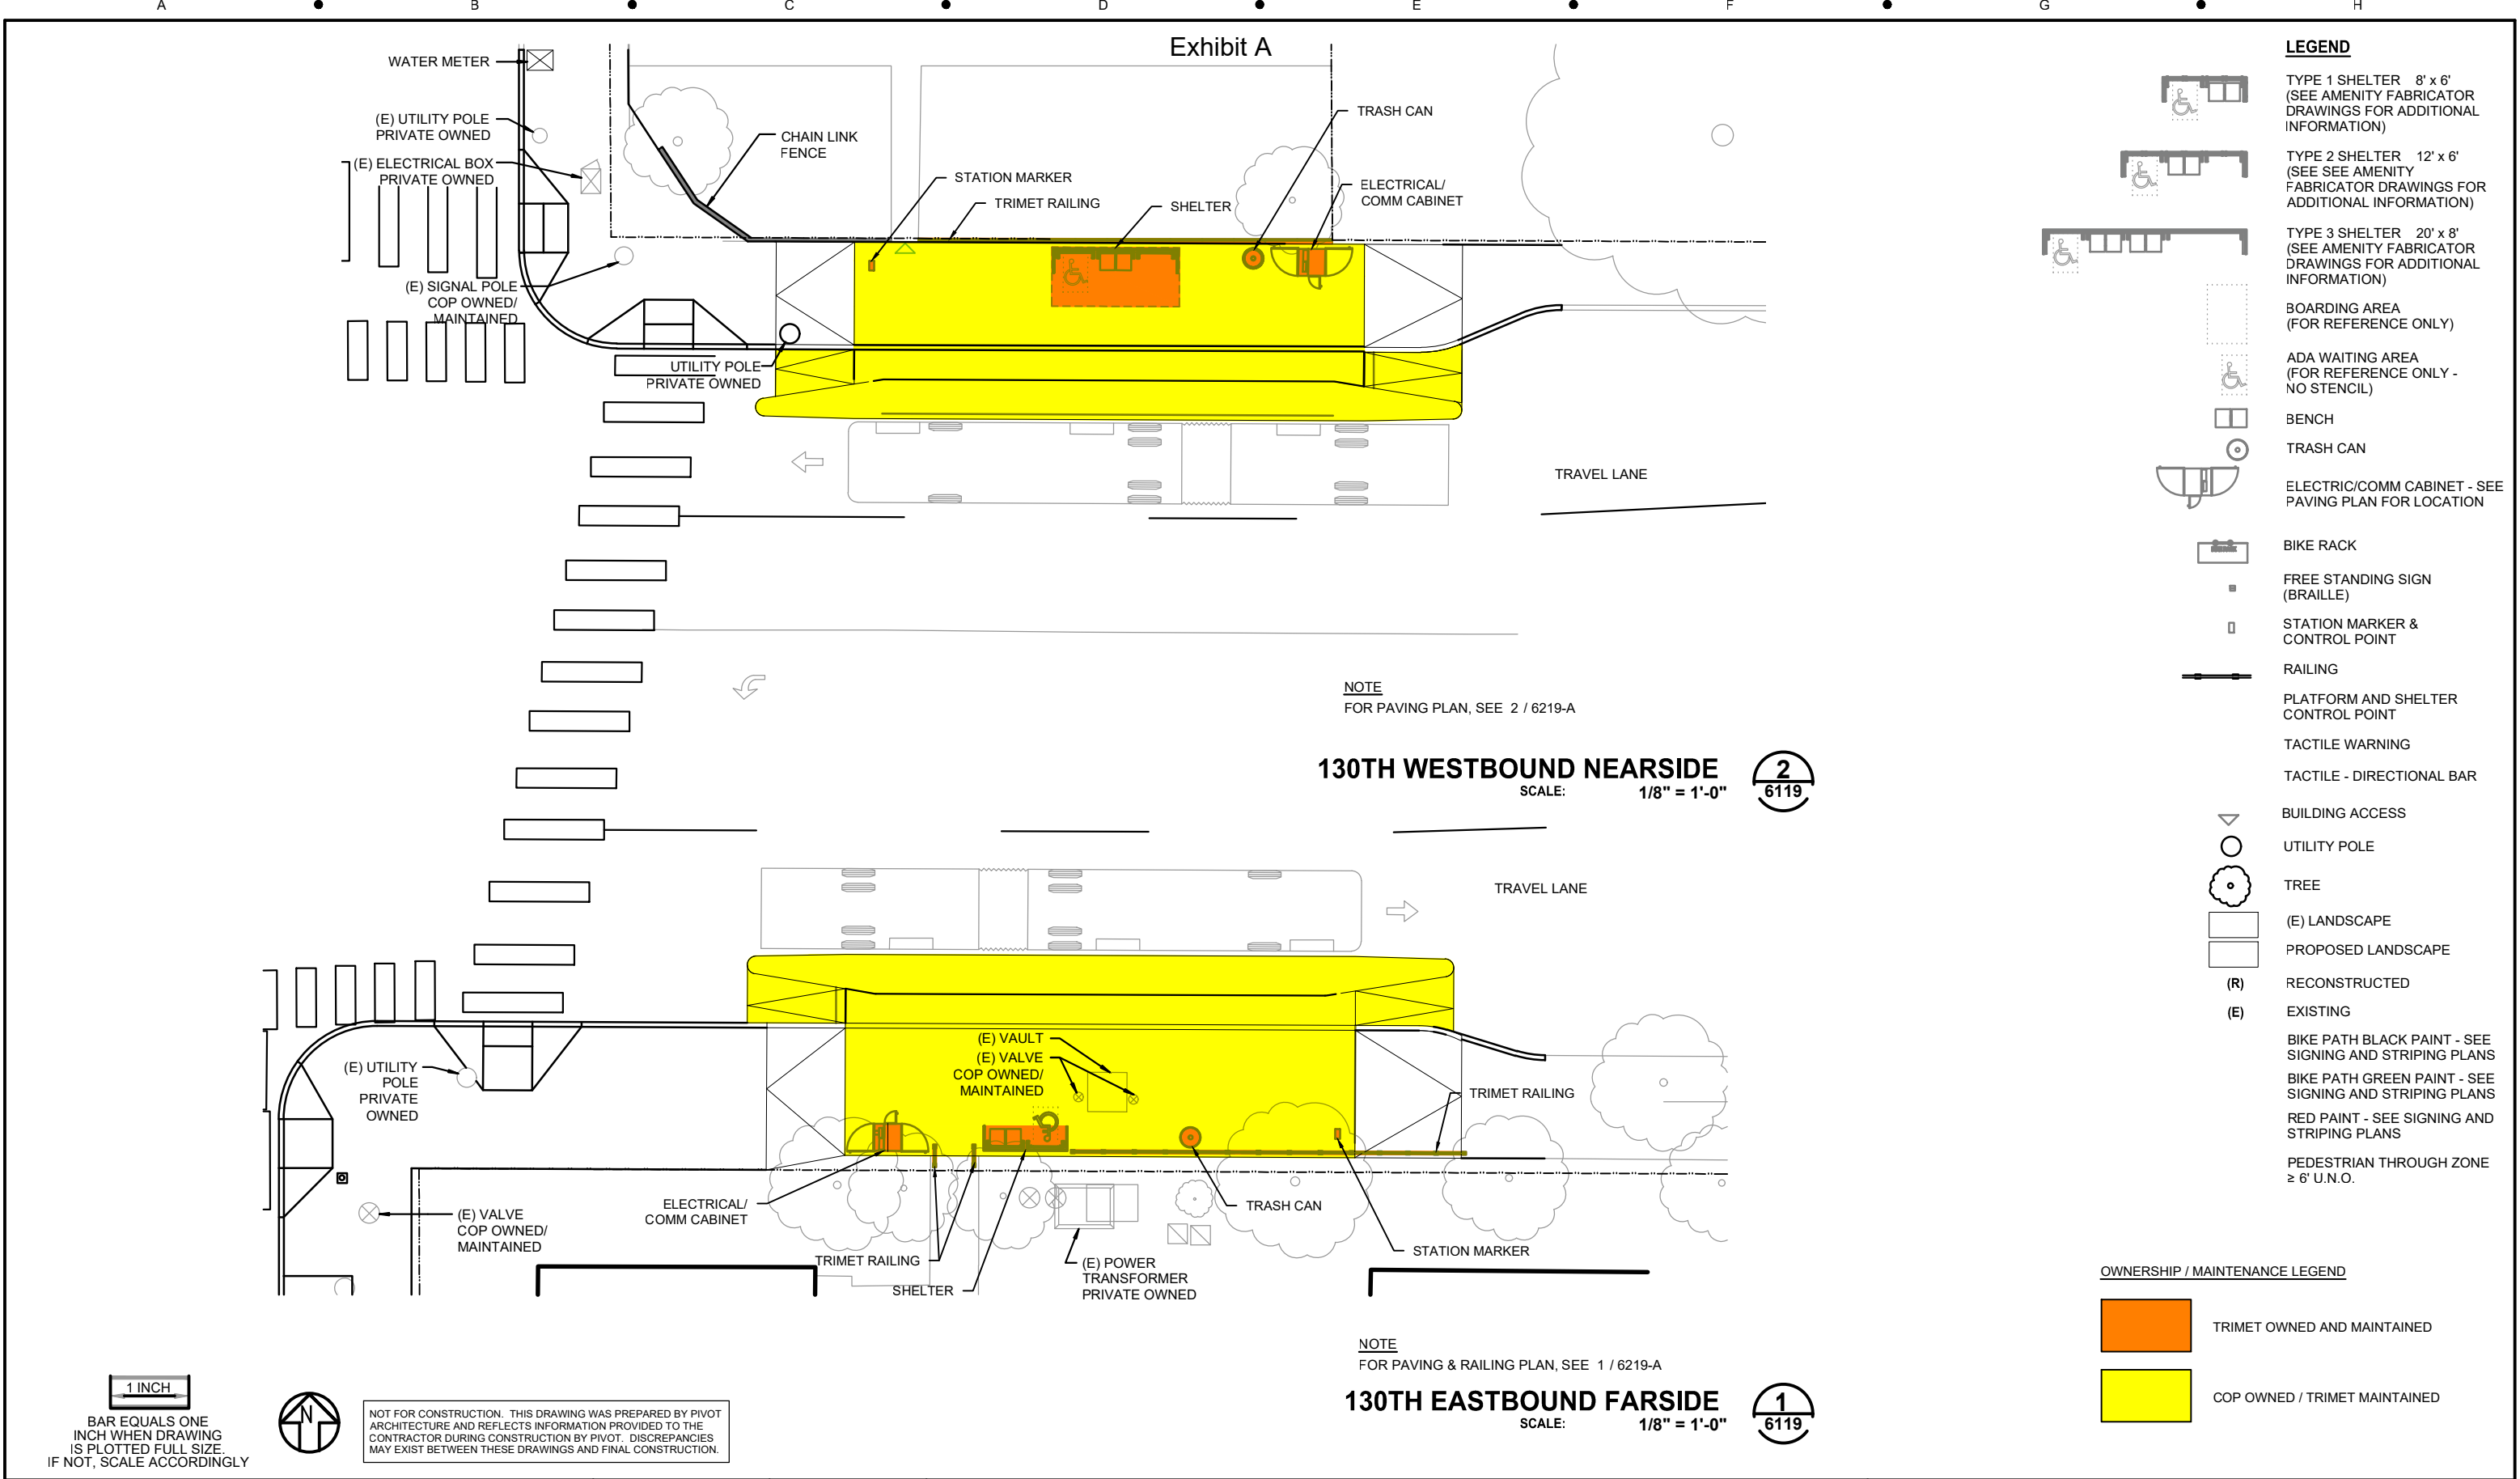 A B C D E F G H
Exhibit A
WATER METER
(E) UTILITY POLE
PRIVATE OWNED
(E) ELECTRICAL BOX
PRIVATE OWNED
CHAIN LINK
FENCE
STATION MARKER
TRIMET RAILING
SHELTER
TRASH CAN
ELECTRICAL/
COMM CABINET
(E) SIGNAL POLE
COP OWNED/
MAINTAINED
UTILITY POLE
PRIVATE OWNED
TRAVEL LANE
NOTE
FOR PAVING PLAN, SEE 2 / 6219-A
130TH WESTBOUND NEARSIDE
SCALE: 1/8" = 1'-0"
2
6119
TRAVEL LANE
(E) VAULT
(E) VALVE
COP OWNED/
MAINTAINED
(E) UTILITY
POLE
PRIVATE
OWNED
TRIMET RAILING
ELECTRICAL/
COMM CABINET
(E) VALVE
COP OWNED/
MAINTAINED
TRIMET RAILING
SHELTER
(E) POWER
TRANSFORMER
PRIVATE OWNED
TRASH CAN
STATION MARKER
NOTE
FOR PAVING & RAILING PLAN, SEE 1 / 6219-A
130TH EASTBOUND FARSIDE
SCALE: 1/8" = 1'-0"
1
6119
1 INCH
BAR EQUALS ONE
INCH WHEN DRAWING
IS PLOTTED FULL SIZE.
IF NOT, SCALE ACCORDINGLY
N
NOT FOR CONSTRUCTION. THIS DRAWING WAS PREPARED BY PIVOT
ARCHITECTURE AND REFLECTS INFORMATION PROVIDED TO THE
CONTRACTOR DURING CONSTRUCTION BY PIVOT. DISCREPANCIES
MAY EXIST BETWEEN THESE DRAWINGS AND FINAL CONSTRUCTION.
LEGEND
TYPE 1 SHELTER 8' x 6'
(SEE AMENITY FABRICATOR
DRAWINGS FOR ADDITIONAL
INFORMATION)
TYPE 2 SHELTER 12' x 6'
(SEE SEE AMENITY
FABRICATOR DRAWINGS FOR
ADDITIONAL INFORMATION)
TYPE 3 SHELTER 20' x 8'
(SEE AMENITY FABRICATOR
DRAWINGS FOR ADDITIONAL
INFORMATION)
BOARDING AREA
(FOR REFERENCE ONLY)
ADA WAITING AREA
(FOR REFERENCE ONLY -
NO STENCIL)
BENCH
TRASH CAN
ELECTRIC/COMM CABINET - SEE
PAVING PLAN FOR LOCATION
BIKE RACK
FREE STANDING SIGN
(BRAILLE)
STATION MARKER &
CONTROL POINT
RAILING
PLATFORM AND SHELTER
CONTROL POINT
TACTILE WARNING
TACTILE - DIRECTIONAL BAR
BUILDING ACCESS
UTILITY POLE
TREE
(E) LANDSCAPE
PROPOSED LANDSCAPE
(R) RECONSTRUCTED
(E) EXISTING
BIKE PATH BLACK PAINT - SEE
SIGNING AND STRIPING PLANS
BIKE PATH GREEN PAINT - SEE
SIGNING AND STRIPING PLANS
RED PAINT - SEE SIGNING AND
STRIPING PLANS
PEDESTRIAN THROUGH ZONE
≥ 6' U.N.O.
OWNERSHIP / MAINTENANCE LEGEND
TRIMET OWNED AND MAINTAINED
COP OWNED / TRIMET MAINTAINED